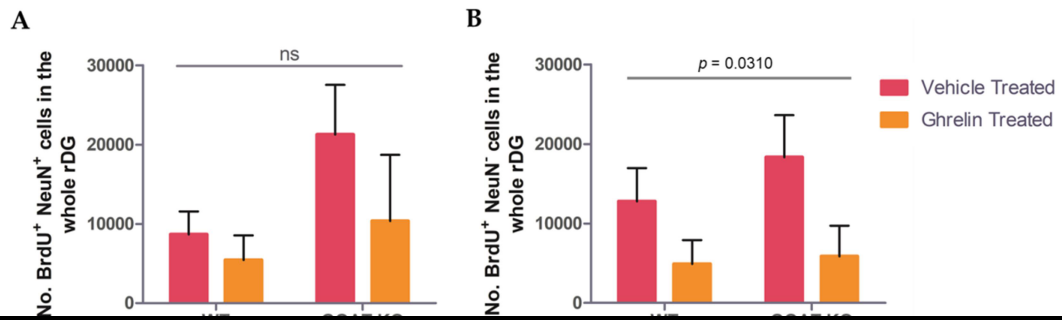 A
No. BrdU⁺ NeuN⁺ cells in the
whole rDG
30000
20000
10000
0
ns
B
No. BrdU⁺ NeuN⁻ cells in the
whole rDG
30000
20000
10000
0
p = 0.0310
Vehicle Treated
Ghrelin Treated